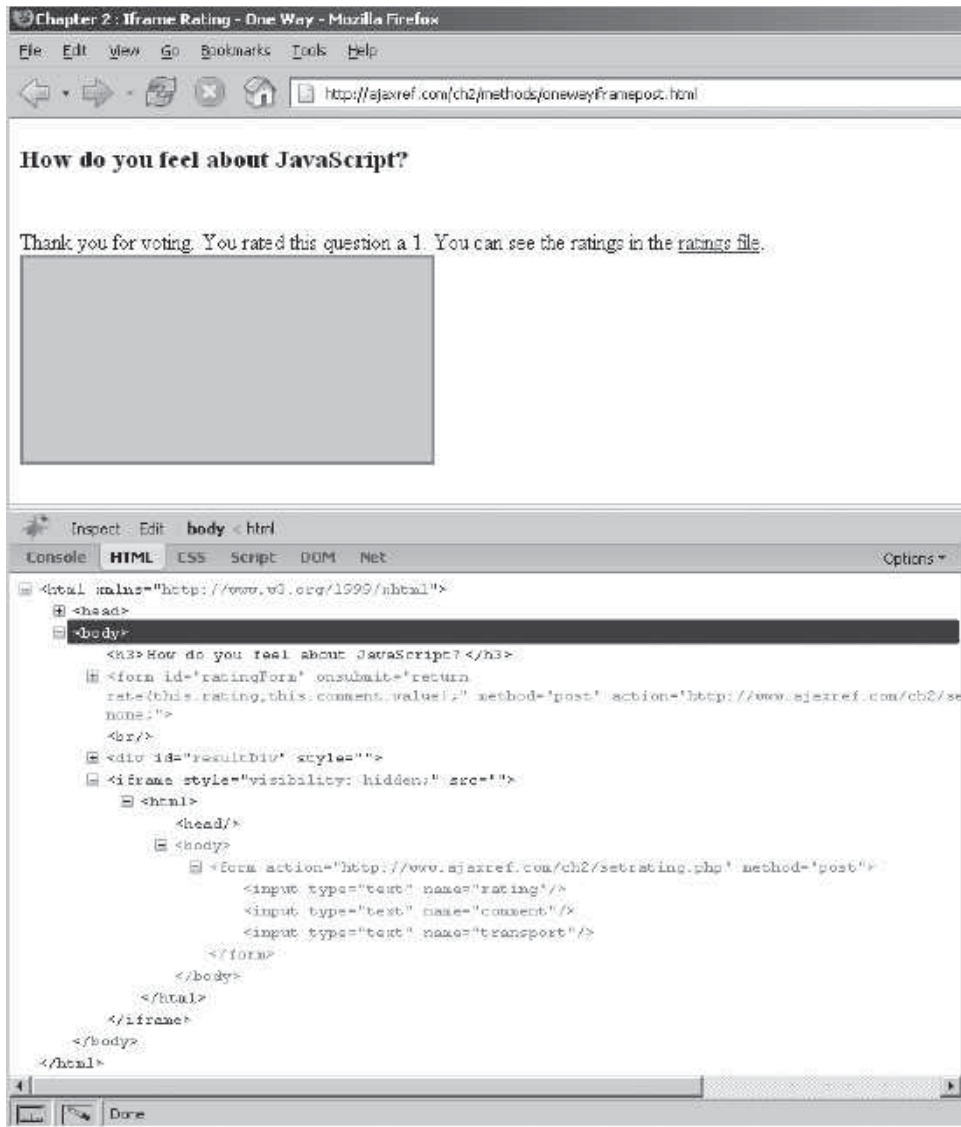 Chapter 2 : Iframe Rating - One Way - Mozilla Firefox
File Edit View Go Bookmarks Tools Help
http://ajaxref.com/ch2/methods/onewayiframepost.html
How do you feel about JavaScript?
Thank you for voting. You rated this question a 1. You can see the ratings in the ratings file.
Inspect Edit body < html
Console HTML CSS Script DOM Net Options
<html xmlns="http://www.w3.org/1999/xhtml">
<head>
<body>
<h3>How do you feel about JavaScript?</h3>
<form id="ratingForm" onsubmit="return
rate(this.rating,this.comment.value);" method="post" action="http://www.ajaxref.com/ch2/se
none;">
<br/>
<div id="resultDiv" style="">
<iframe style="visibility: hidden;" src="">
<html>
<head/>
<body>
<form action="http://www.ajaxref.com/ch2/setrating.php" method="post">
<input type="text" name="rating"/>
<input type="text" name="comment"/>
<input type="text" name="transport"/>
</form>
</body>
</html>
</iframe>
</body>
</html>
Done